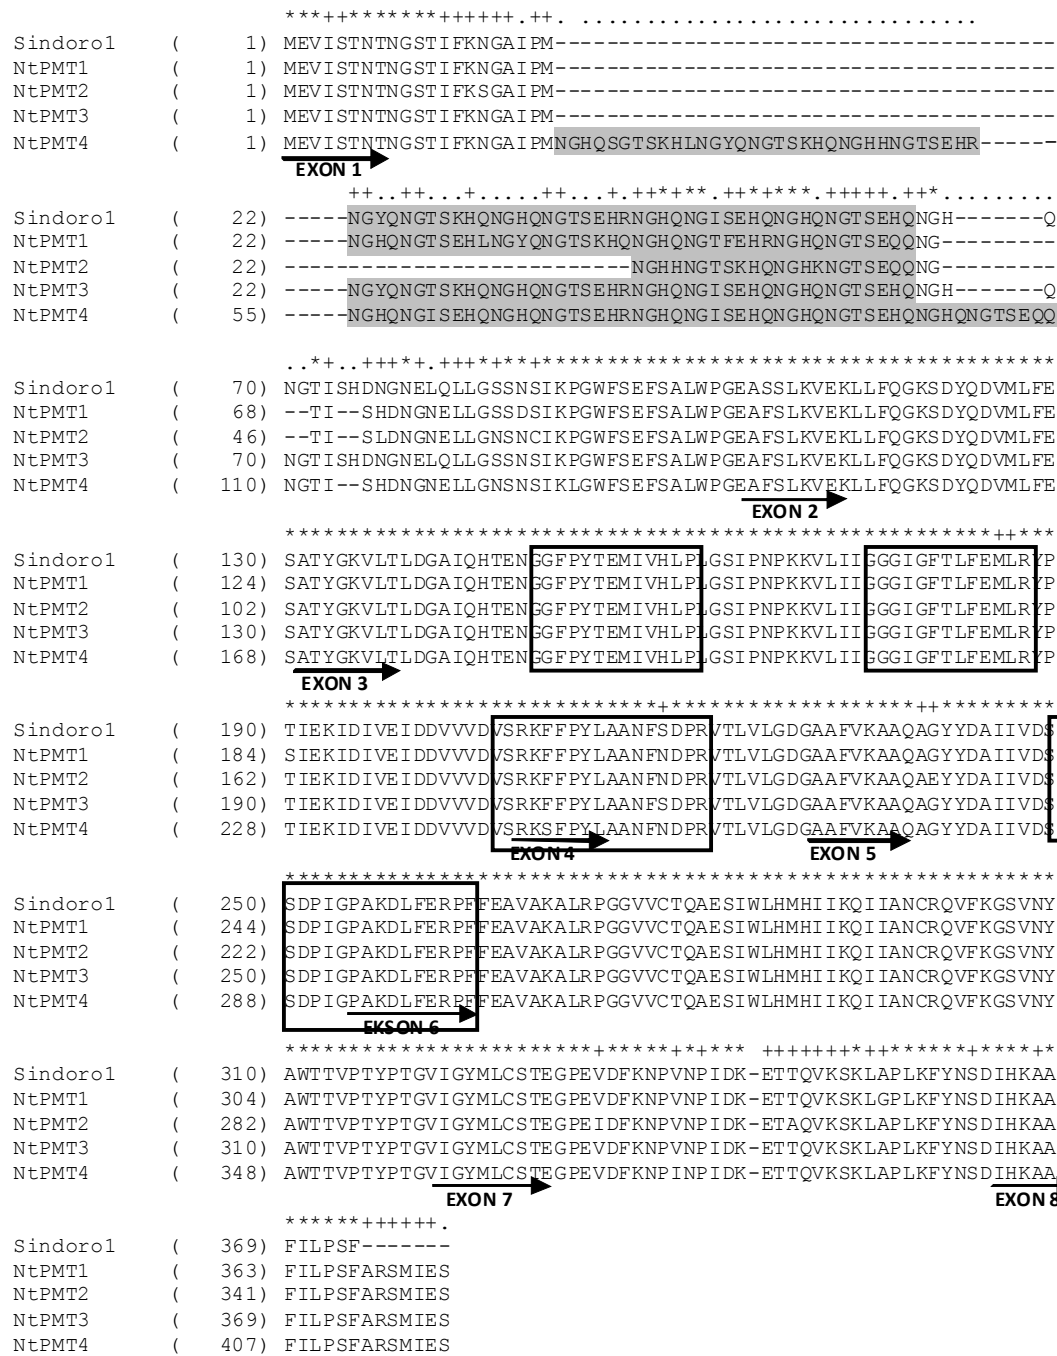 ***++*******++++++.++. ................................
Sindoro1 ( 1) MEVISTNTNGSTIFKNGAIPM-----------------------------------------
NtPMT1 ( 1) MEVISTNTNGSTIFKNGAIPM-----------------------------------------
NtPMT2 ( 1) MEVISTNTNGSTIFKSGAIPM-----------------------------------------
NtPMT3 ( 1) MEVISTNTNGSTIFKNGAIPM-----------------------------------------
NtPMT4 ( 1) MEVISTNTNGSTIFKNGAIPMNGHQSGTSKHLNGYQNGTSKHQNGHHNGTSEHR------
EXON 1
++..++...+.....++...+.++**+**.++*+***.+++++.++*.........
Sindoro1 ( 22) -----NGYQNGTSKHQNGHQNGTSEHRNGHQNGISEHQNGHQNGTSEHQNGH-------Q
NtPMT1 ( 22) -----NGHQNGTSEHLNGYQNGTSKHQNGHQNGTFEHRNGHQNGTSEQQNG---------
NtPMT2 ( 22) ---------------------------NGHHNGTSKHQNGHKNGTSEQQNG---------
NtPMT3 ( 22) -----NGYQNGTSKHQNGHQNGTSEHRNGHQNGISEHQNGHQNGTSEHQNGH-------Q
NtPMT4 ( 55) -----NGHQNGISEHQNGHQNGTSEHRNGHQNGISEHQNGHQNGTSEHQNGHQNGTSEQQ
..*+..+++*+.+++*+**+****************************************
Sindoro1 ( 70) NGTISHDNGNELQLLGSSNSIKPGWFSEFSALWPGEASSLKVEKLLFQGKSDYQDVMLFE
NtPMT1 ( 68) --TI--SHDNGNELLGSSDSIKPGWFSEFSALWPGEAFSLKVEKLLFQGKSDYQDVMLFE
NtPMT2 ( 46) --TI--SLDNGNELLGNSNCIKPGWFSEFSALWPGEAFSLKVEKLLFQGKSDYQDVMLFE
NtPMT3 ( 70) NGTISHDNGNELQLLGSSNSIKPGWFSEFSALWPGEAFSLKVEKLLFQGKSDYQDVMLFE
NtPMT4 ( 110) NGTI--SHDNGNELLGNSNSIKLGWFSEFSALWPGEAFSLKVEKLLFQGKSDYQDVMLFE
EXON 2
*******************************************************++***
Sindoro1 ( 130) SATYGKVLTLDGAIQHTENGGFPYTEMIVHLPLGSIPNPKKVLIIGGGIGFTLFEMLRYP
NtPMT1 ( 124) SATYGKVLTLDGAIQHTENGGFPYTEMIVHLPLGSIPNPKKVLIIGGGIGFTLFEMLRYP
NtPMT2 ( 102) SATYGKVLTLDGAIQHTENGGFPYTEMIVHLPLGSIPNPKKVLIIGGGIGFTLFEMLRYP
NtPMT3 ( 130) SATYGKVLTLDGAIQHTENGGFPYTEMIVHLPLGSIPNPKKVLIIGGGIGFTLFEMLRYP
NtPMT4 ( 168) SATYGKVLTLDGAIQHTENGGFPYTEMIVHLPLGSIPNPKKVLIIGGGIGFTLFEMLRYP
EXON 3
*******************************+*******************++*********
Sindoro1 ( 190) TIEKIDIVEIDDVVVDVSRKFFPYLAANFSDPRVTLVLGDGAAFVKAAQAGYYDAIIVDS
NtPMT1 ( 184) SIEKIDIVEIDDVVVDVSRKFFPYLAANFNDPRVTLVLGDGAAFVKAAQAGYYDAIIVDS
NtPMT2 ( 162) TIEKIDIVEIDDVVVDVSRKFFPYLAANFNDPRVTLVLGDGAAFVKAAQAEYYDAIIVDS
NtPMT3 ( 190) TIEKIDIVEIDDVVVDVSRKFFPYLAANFSDPRVTLVLGDGAAFVKAAQAGYYDAIIVDS
NtPMT4 ( 228) TIEKIDIVEIDDVVVDVSRKSFPYLAANFNDPRVTLVLGDGAAFVKAAQAGYYDAIIVDS
EXON 4 EXON 5
************************************************************
Sindoro1 ( 250) SDPIGPAKDLFERPFFEAVAKALRPGGVVCTQAESIWLHMHIIKQIIANCRQVFKGSVNY
NtPMT1 ( 244) SDPIGPAKDLFERPFFEAVAKALRPGGVVCTQAESIWLHMHIIKQIIANCRQVFKGSVNY
NtPMT2 ( 222) SDPIGPAKDLFERPFFEAVAKALRPGGVVCTQAESIWLHMHIIKQIIANCRQVFKGSVNY
NtPMT3 ( 250) SDPIGPAKDLFERPFFEAVAKALRPGGVVCTQAESIWLHMHIIKQIIANCRQVFKGSVNY
NtPMT4 ( 288) SDPIGPAKDLFERPFFEAVAKALRPGGVVCTQAESIWLHMHIIKQIIANCRQVFKGSVNY
EKSON 6
*************************+*****+*+*** +++++++*++******+****+*
Sindoro1 ( 310) AWTTVPTYPTGVIGYMLCSTEGPEVDFKNPVNPIDK-ETTQVKSKLAPLKFYNSDIHKAA
NtPMT1 ( 304) AWTTVPTYPTGVIGYMLCSTEGPEVDFKNPVNPIDK-ETTQVKSKLGPLKFYNSDIHKAA
NtPMT2 ( 282) AWTTVPTYPTGVIGYMLCSTEGPEIDFKNPVNPIDK-ETAQVKSKLAPLKFYNSDIHKAA
NtPMT3 ( 310) AWTTVPTYPTGVIGYMLCSTEGPEVDFKNPVNPIDK-ETTQVKSKLAPLKFYNSDIHKAA
NtPMT4 ( 348) AWTTVPTYPTGVIGYMLCSTEGPEVDFKNPINPIDK-ETTQVKSKLAPLKFYNSDIHKAA
EXON 7 EXON 8
******++++++.
Sindoro1 ( 369) FILPSF-------
NtPMT1 ( 363) FILPSFARSMIES
NtPMT2 ( 341) FILPSFARSMIES
NtPMT3 ( 369) FILPSFARSMIES
NtPMT4 ( 407) FILPSFARSMIES